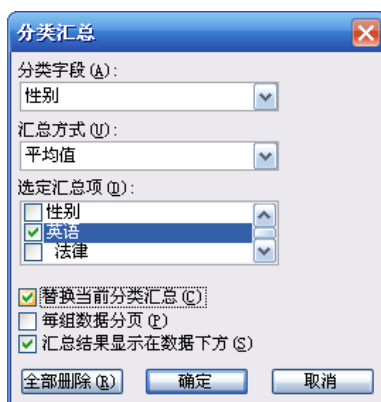 分类汇总
分类字段(A):
性别
汇总方式(U):
平均值
选定汇总项(D):
性别
英语
法律
替换当前分类汇总(C)
每组数据分页(P)
汇总结果显示在数据下方(S)
全部删除(R) 确定 取消